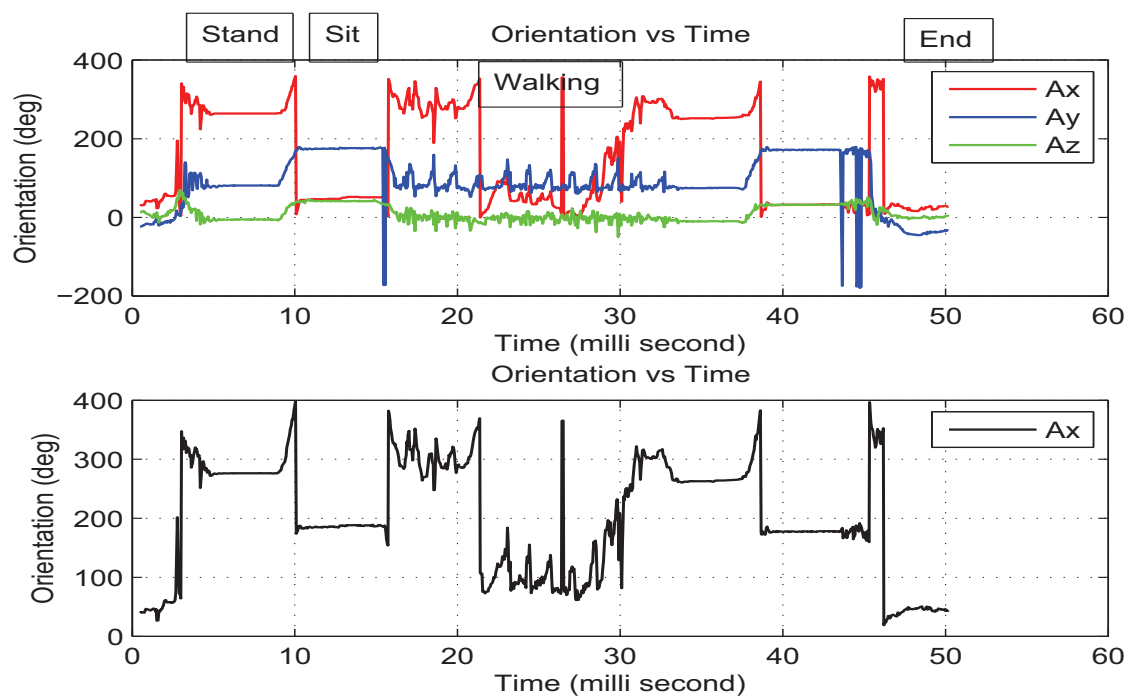 Stand Sit Orientation vs Time End
400
Walking
Ax
Ay
Az
200
0
−200
Orientation (deg)
0 10 20 30 40 50 60
Time (milli second)
Orientation vs Time
400
Ax
300
200
100
0
Orientation (deg)
0 10 20 30 40 50 60
Time (milli second)